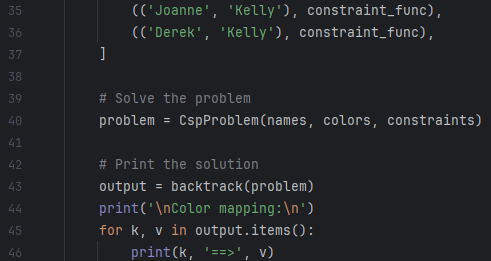 35 (('Joanne', 'Kelly'), constraint_func),
36 (('Derek', 'Kelly'), constraint_func),
37 ]
38
39 # Solve the problem
40 problem = CspProblem(names, colors, constraints)
41
42 # Print the solution
43 output = backtrack(problem)
44 print('\nColor mapping:\n')
45 for k, v in output.items():
46 print(k, '==>', v)